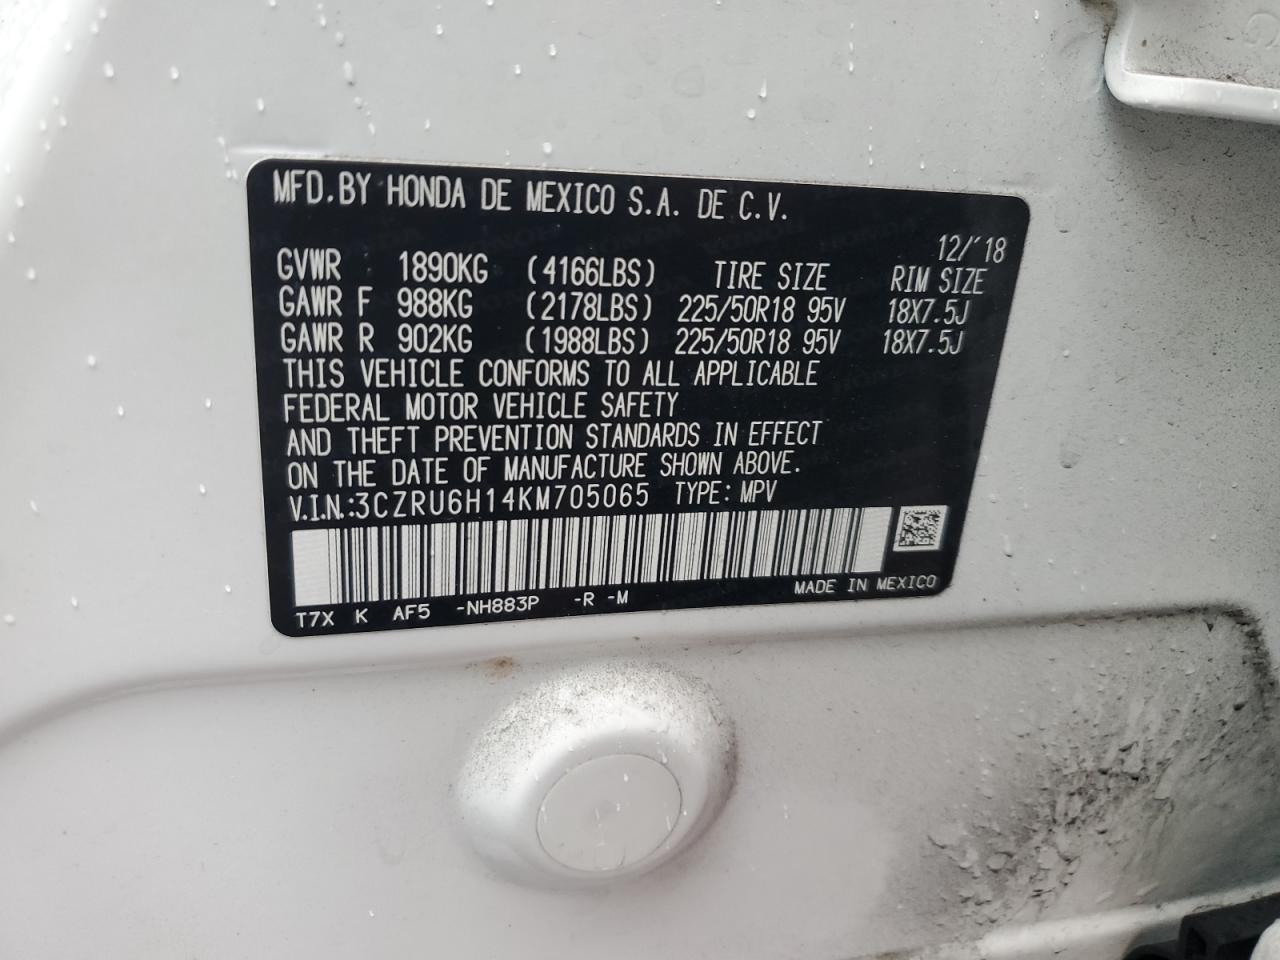 MFD.BY HONDA DE MEXICO S.A. DE C.V.
12/'18
GVWR 1890KG (4166LBS) TIRE SIZE RIM SIZE
GAWR F 988KG (2178LBS) 225/50R18 95V 18X7.5J
GAWR R 902KG (1988LBS) 225/50R18 95V 18X7.5J
THIS VEHICLE CONFORMS TO ALL APPLICABLE
FEDERAL MOTOR VEHICLE SAFETY
AND THEFT PREVENTION STANDARDS IN EFFECT
ON THE DATE OF MANUFACTURE SHOWN ABOVE.
V.I.N.:3CZRU6H14KM705065 TYPE: MPV
MADE IN MEXICO
T7X K AF5 -NH883P -R -M